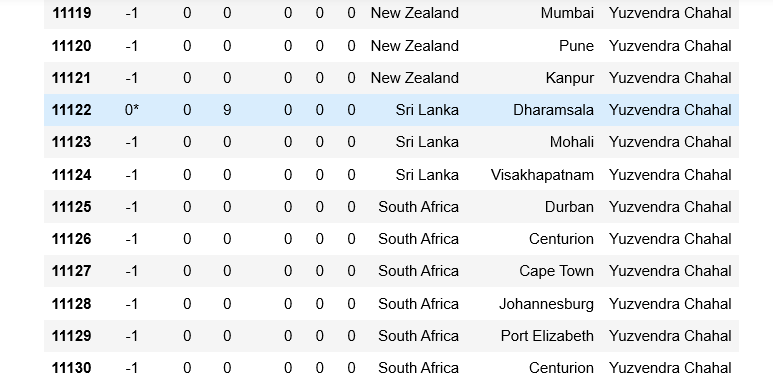 11119 -1 0 0 0 0 0 New Zealand Mumbai Yuzvendra Chahal
11120 -1 0 0 0 0 0 New Zealand Pune Yuzvendra Chahal
11121 -1 0 0 0 0 0 New Zealand Kanpur Yuzvendra Chahal
11122 0* 0 9 0 0 0 Sri Lanka Dharamsala Yuzvendra Chahal
11123 -1 0 0 0 0 0 Sri Lanka Mohali Yuzvendra Chahal
11124 -1 0 0 0 0 0 Sri Lanka Visakhapatnam Yuzvendra Chahal
11125 -1 0 0 0 0 0 South Africa Durban Yuzvendra Chahal
11126 -1 0 0 0 0 0 South Africa Centurion Yuzvendra Chahal
11127 -1 0 0 0 0 0 South Africa Cape Town Yuzvendra Chahal
11128 -1 0 0 0 0 0 South Africa Johannesburg Yuzvendra Chahal
11129 -1 0 0 0 0 0 South Africa Port Elizabeth Yuzvendra Chahal
11130 -1 0 0 0 0 0 South Africa Centurion Yuzvendra Chahal